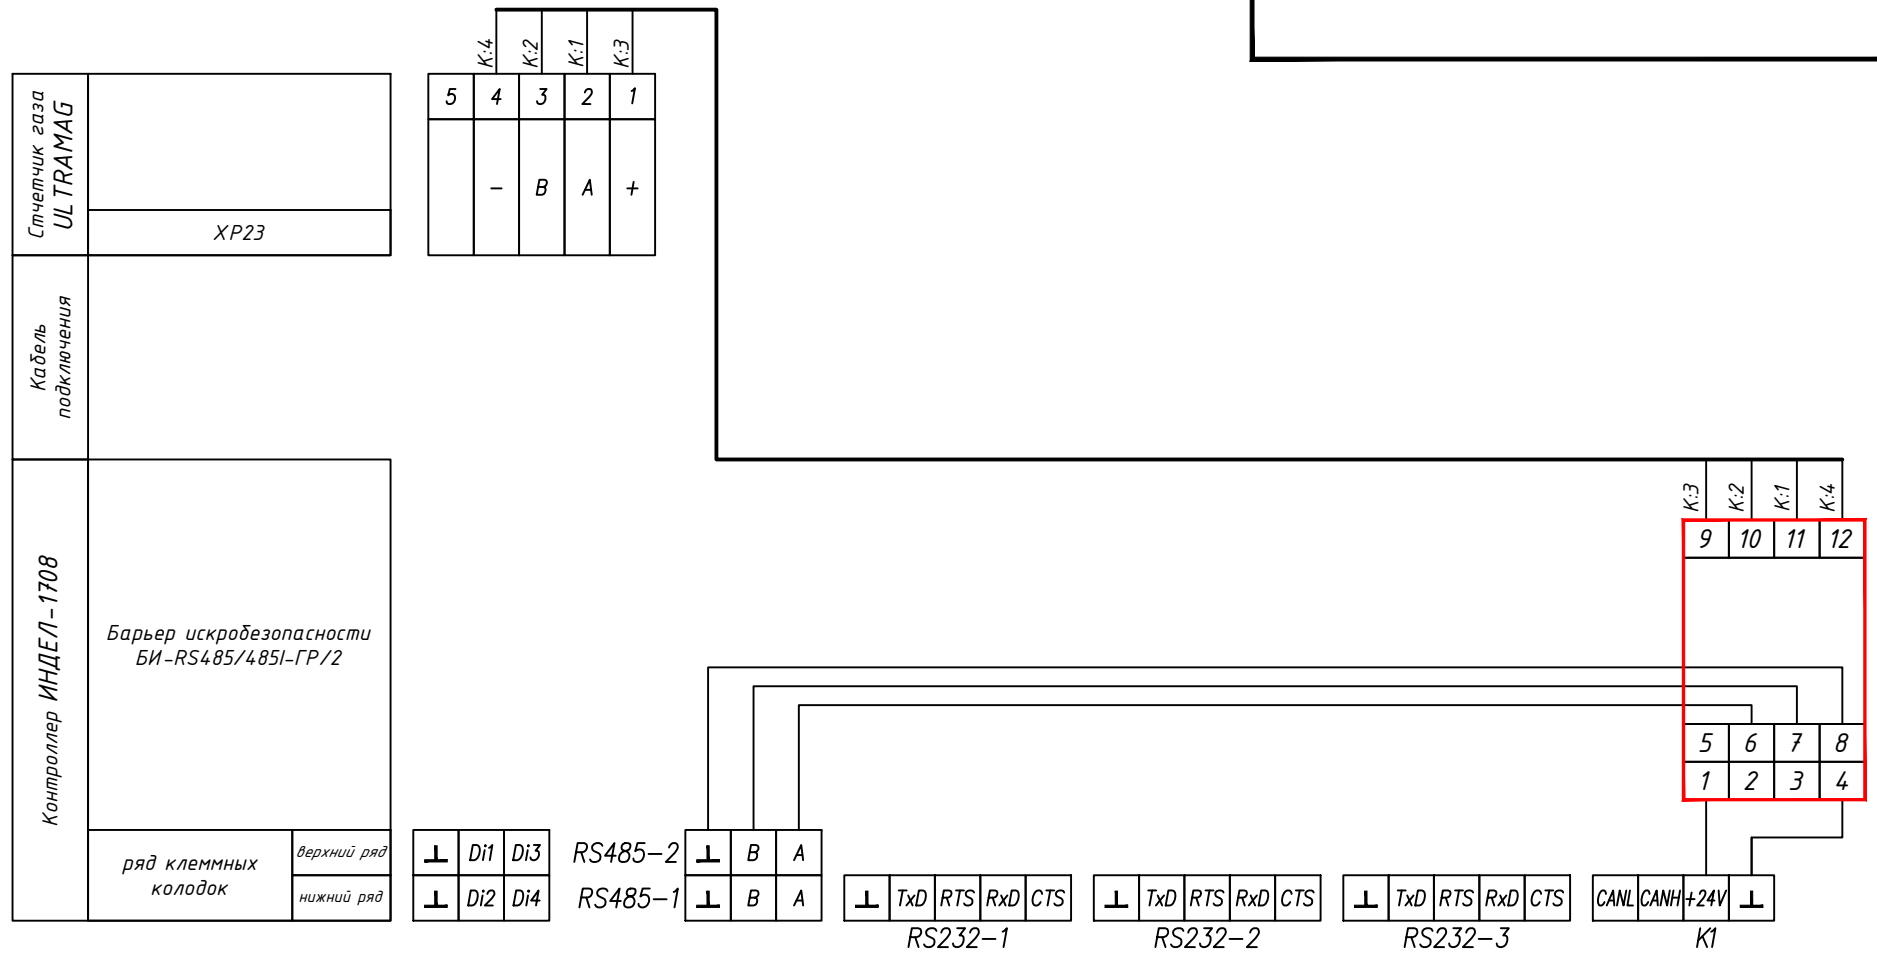 К:4 К:2 К:1 К:3
Стчетчик газа
ULTRAMAG
5 4 3 2 1
- B A +
XP23
Кабель
подключения
К:3 К:2 К:1 К:4
9 10 11 12
Контроллер ИНДЕЛ-1708
Барьер искробезопасности
БИ-RS485/485I-ГР/2
5 6 7 8
1 2 3 4
ряд клеммных
колодок
верхний ряд
нижний ряд
⊥ Di1 Di3
RS485-2 ⊥ B A
⊥ Di2 Di4
RS485-1 ⊥ B A
⊥ TxD RTS RxD CTS
⊥ TxD RTS RxD CTS
⊥ TxD RTS RxD CTS
CANL CANH +24V ⊥
RS232-1
RS232-2
RS232-3
K1